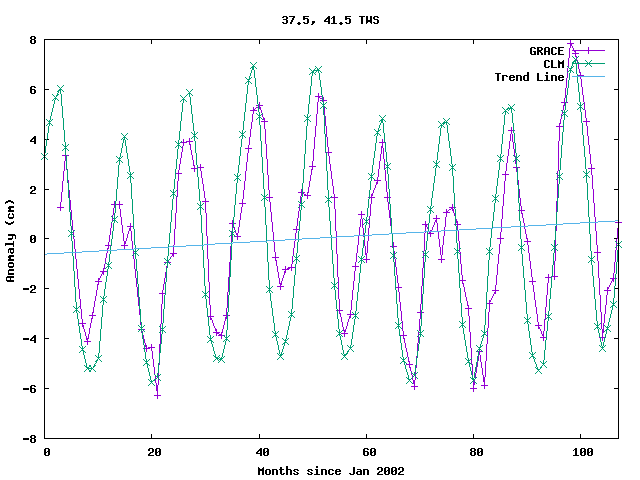 37.5, 41.5 TWS
GRACE
CLM
Trend Line
8
6
4
2
0
-2
-4
-6
-8
Anomaly (cm)
0 20 40 60 80 100
Months since Jan 2002